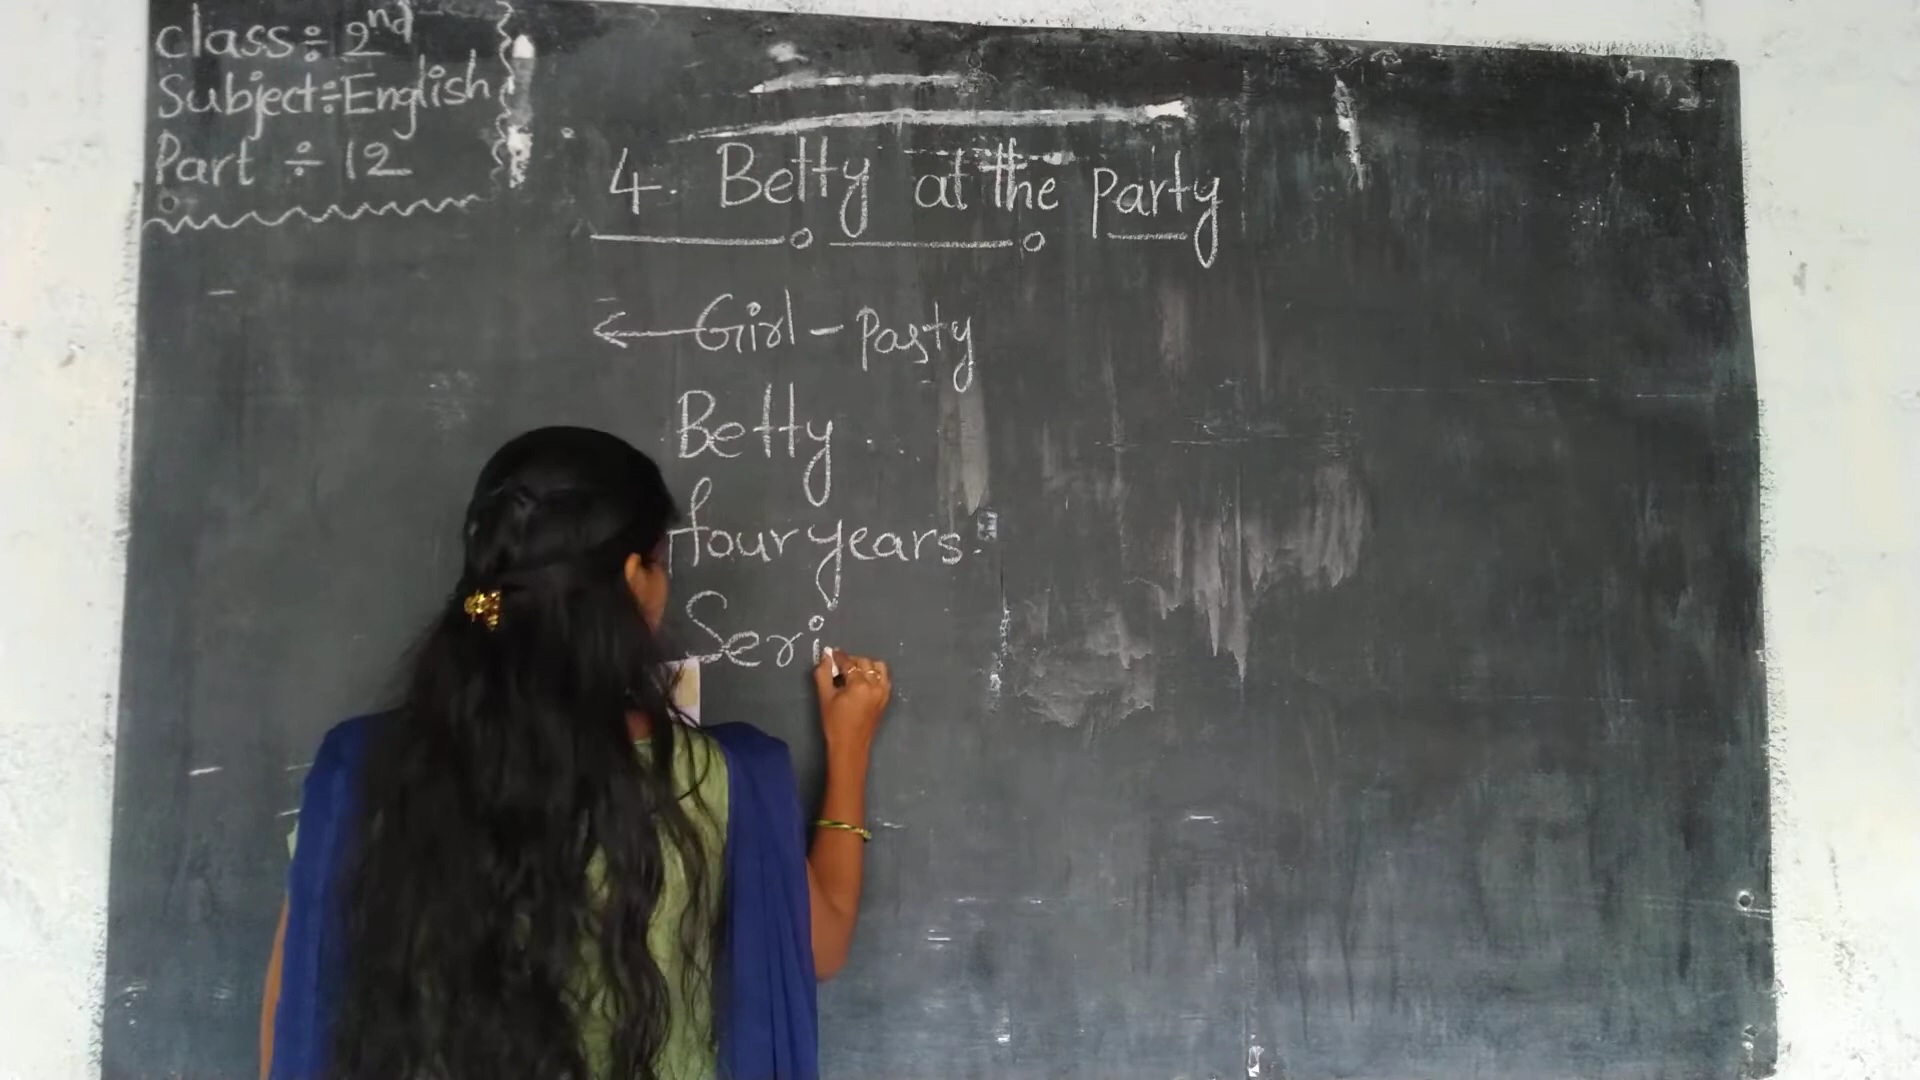 Class÷ 2nd
Subject÷English
Part ÷ 12
4. Betty at the party
Girl - Party
Betty
four years.
Seri